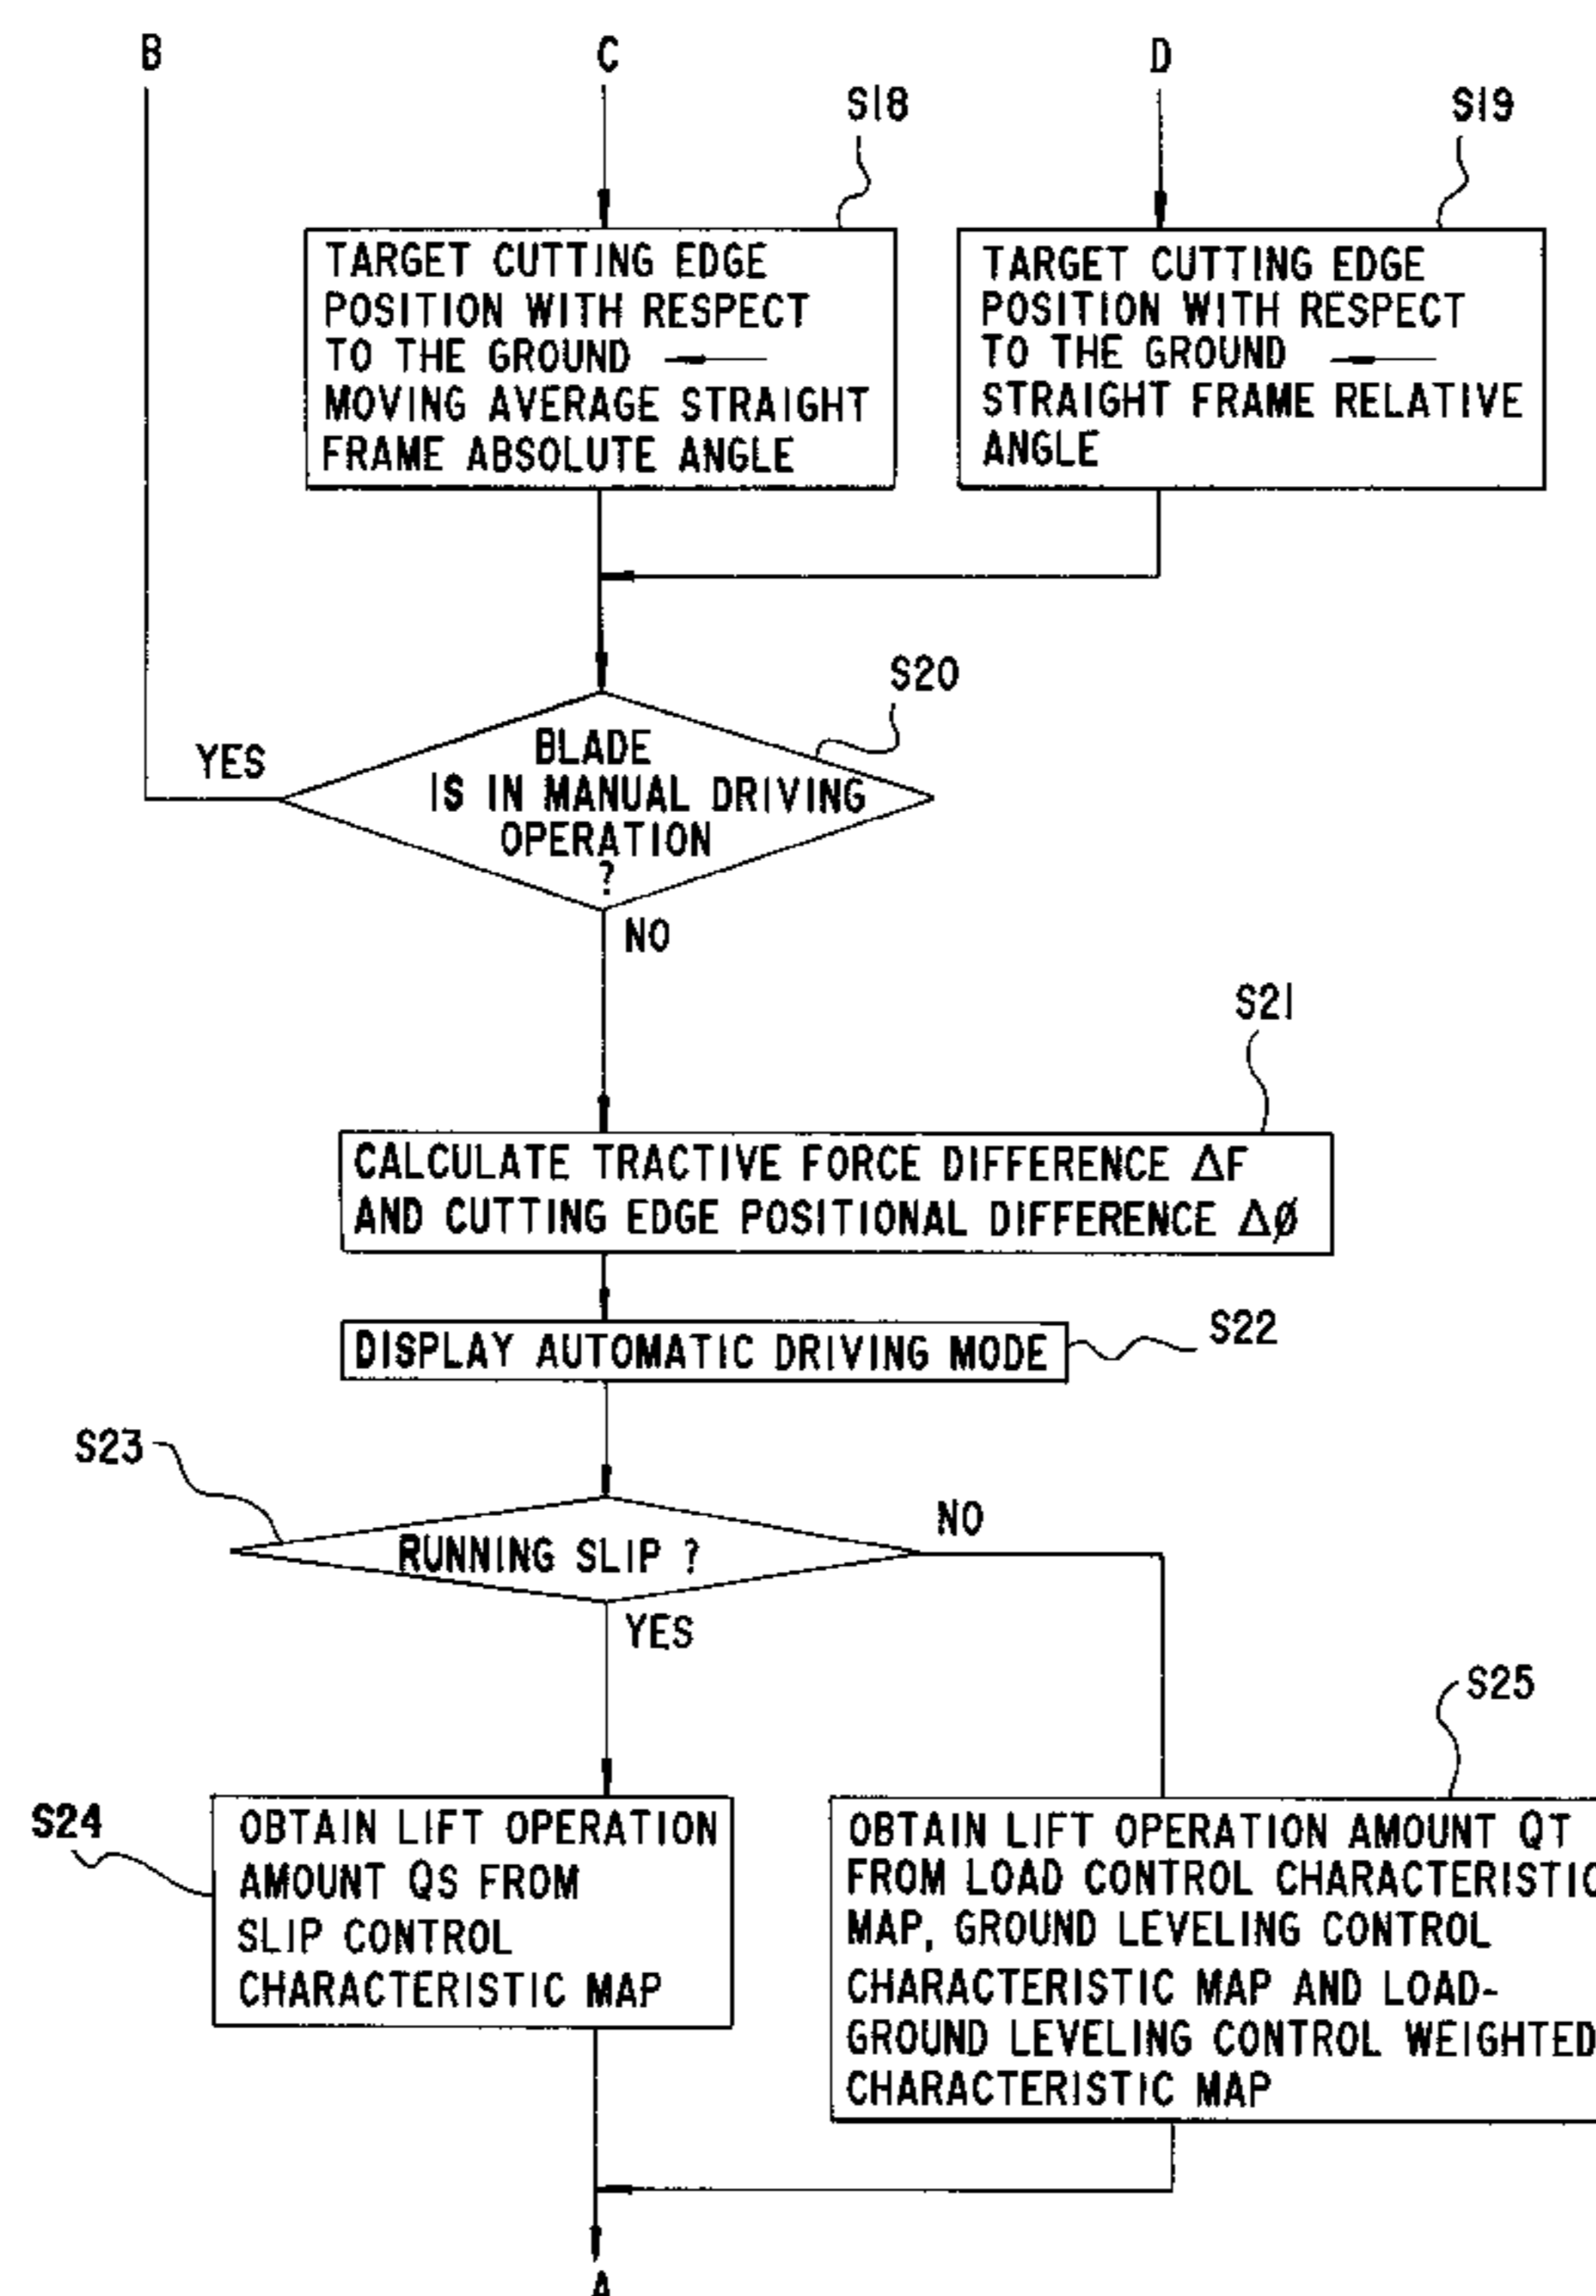 B
C
D
S18
S19
TARGET CUTTING EDGE
POSITION WITH RESPECT
TO THE GROUND ←
MOVING AVERAGE STRAIGHT
FRAME ABSOLUTE ANGLE
TARGET CUTTING EDGE
POSITION WITH RESPECT
TO THE GROUND ←
STRAIGHT FRAME RELATIVE
ANGLE
S20
YES
BLADE
IS IN MANUAL DRIVING
OPERATION
?
NO
S21
CALCULATE TRACTIVE FORCE DIFFERENCE ΔF
AND CUTTING EDGE POSITIONAL DIFFERENCE Δø
S22
DISPLAY AUTOMATIC DRIVING MODE
S23
RUNNING SLIP ?
NO
YES
S24
OBTAIN LIFT OPERATION
AMOUNT QS FROM
SLIP CONTROL
CHARACTERISTIC MAP
S25
OBTAIN LIFT OPERATION AMOUNT QT
FROM LOAD CONTROL CHARACTERISTIC
MAP, GROUND LEVELING CONTROL
CHARACTERISTIC MAP AND LOAD-
GROUND LEVELING CONTROL WEIGHTED
CHARACTERISTIC MAP
A